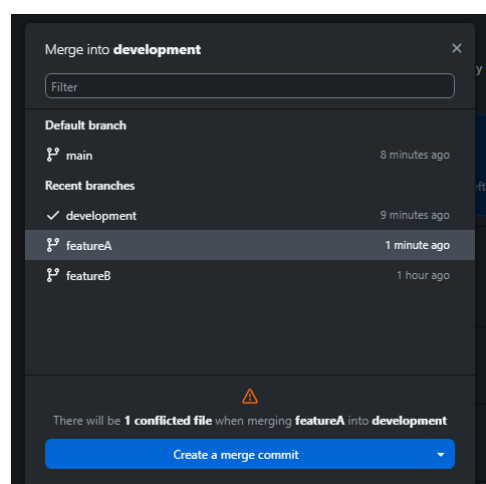 Merge into development
Filter
Default branch
main 8 minutes ago
Recent branches
development 9 minutes ago
featureA 1 minute ago
featureB 1 hour ago
There will be 1 conflicted file when merging featureA into development
Create a merge commit